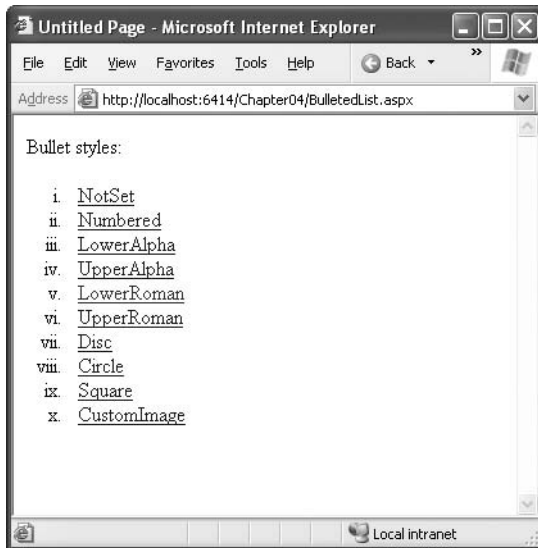 Untitled Page - Microsoft Internet Explorer
File Edit View Favorites Tools Help Back »
Address http://localhost:6414/Chapter04/BulletedList.aspx
Bullet styles:
i. NotSet
ii. Numbered
iii. LowerAlpha
iv. UpperAlpha
v. LowerRoman
vi. UpperRoman
vii. Disc
viii. Circle
ix. Square
x. CustomImage
Local intranet